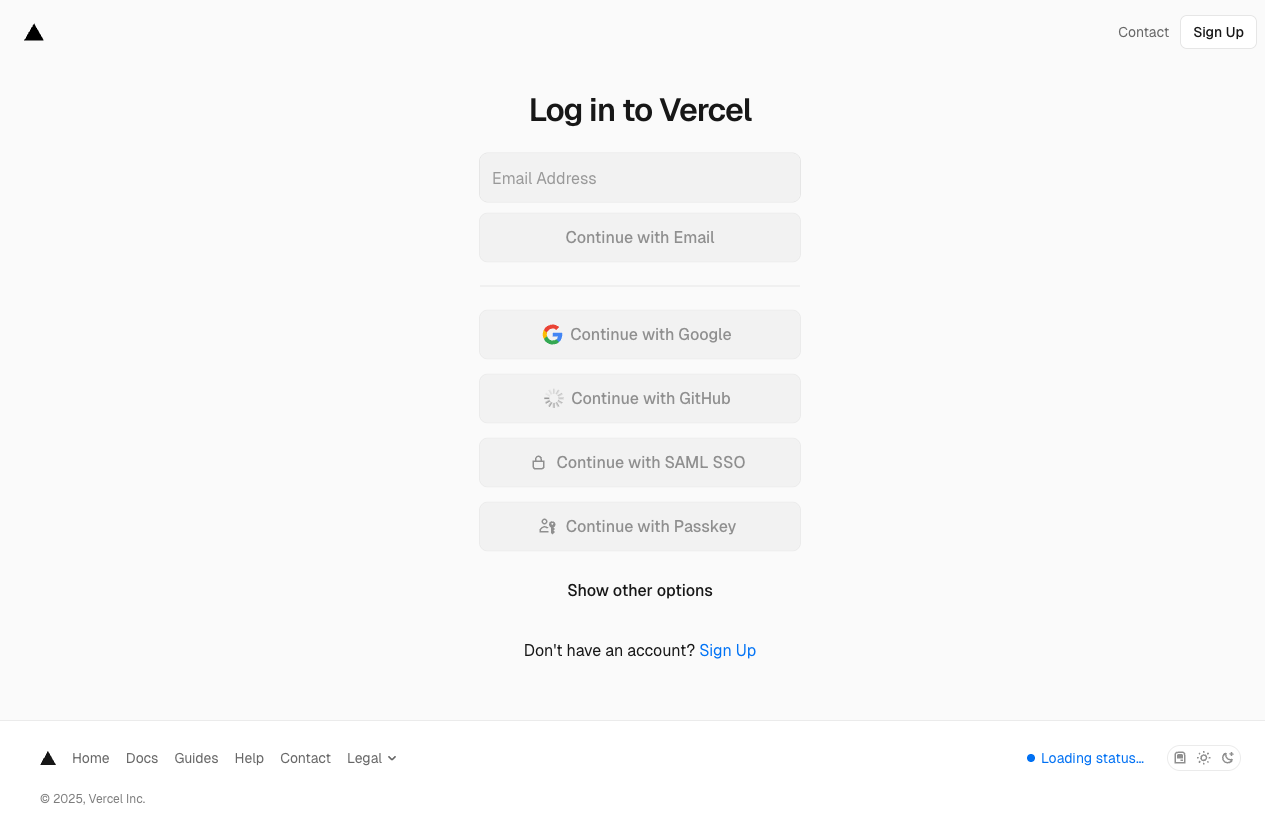 Contact
Sign Up
Log in to Vercel
Email Address
Continue with Email
Continue with Google
Continue with GitHub
Continue with SAML SSO
Continue with Passkey
Show other options
Don't have an account? Sign Up
Home Docs Guides Help Contact Legal
Loading status…
© 2025, Vercel Inc.